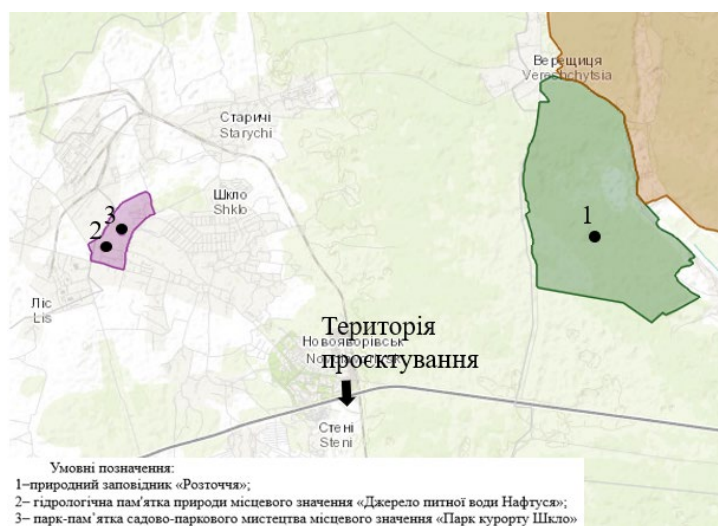 Верещиця
Vereshchytsia
Старичі
Starychi
Шкло
Shklo
3
2
1
Ліс
Lis
Територія
Новояворівськ
проєктування
Стені
Steni
Умовні позначення:
1–природний заповідник «Розточчя»;
2– гідрологічна пам'ятка природи місцевого значення «Джерело питної води Нафтуся»;
3– парк-пам’ятка садово-паркового мистецтва місцевого значення «Парк курорту Шкло»